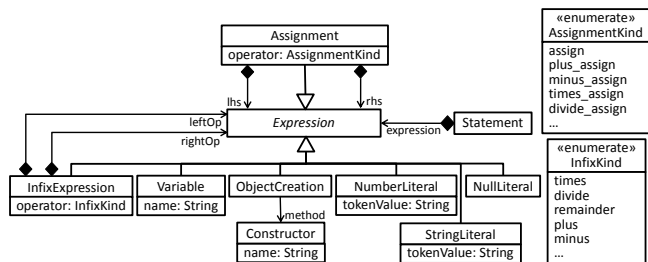 Assignment
operator: AssignmentKind
lhs
rhs
leftOp
rightOp
Expression
expression
Statement
InfixExpression
operator: InfixKind
Variable
name: String
ObjectCreation
method
Constructor
name: String
NumberLiteral
tokenValue: String
StringLiteral
tokenValue: String
NullLiteral
«enumerate»
AssignmentKind
assign
plus_assign
minus_assign
times_assign
divide_assign
...
«enumerate»
InfixKind
times
divide
remainder
plus
minus
...